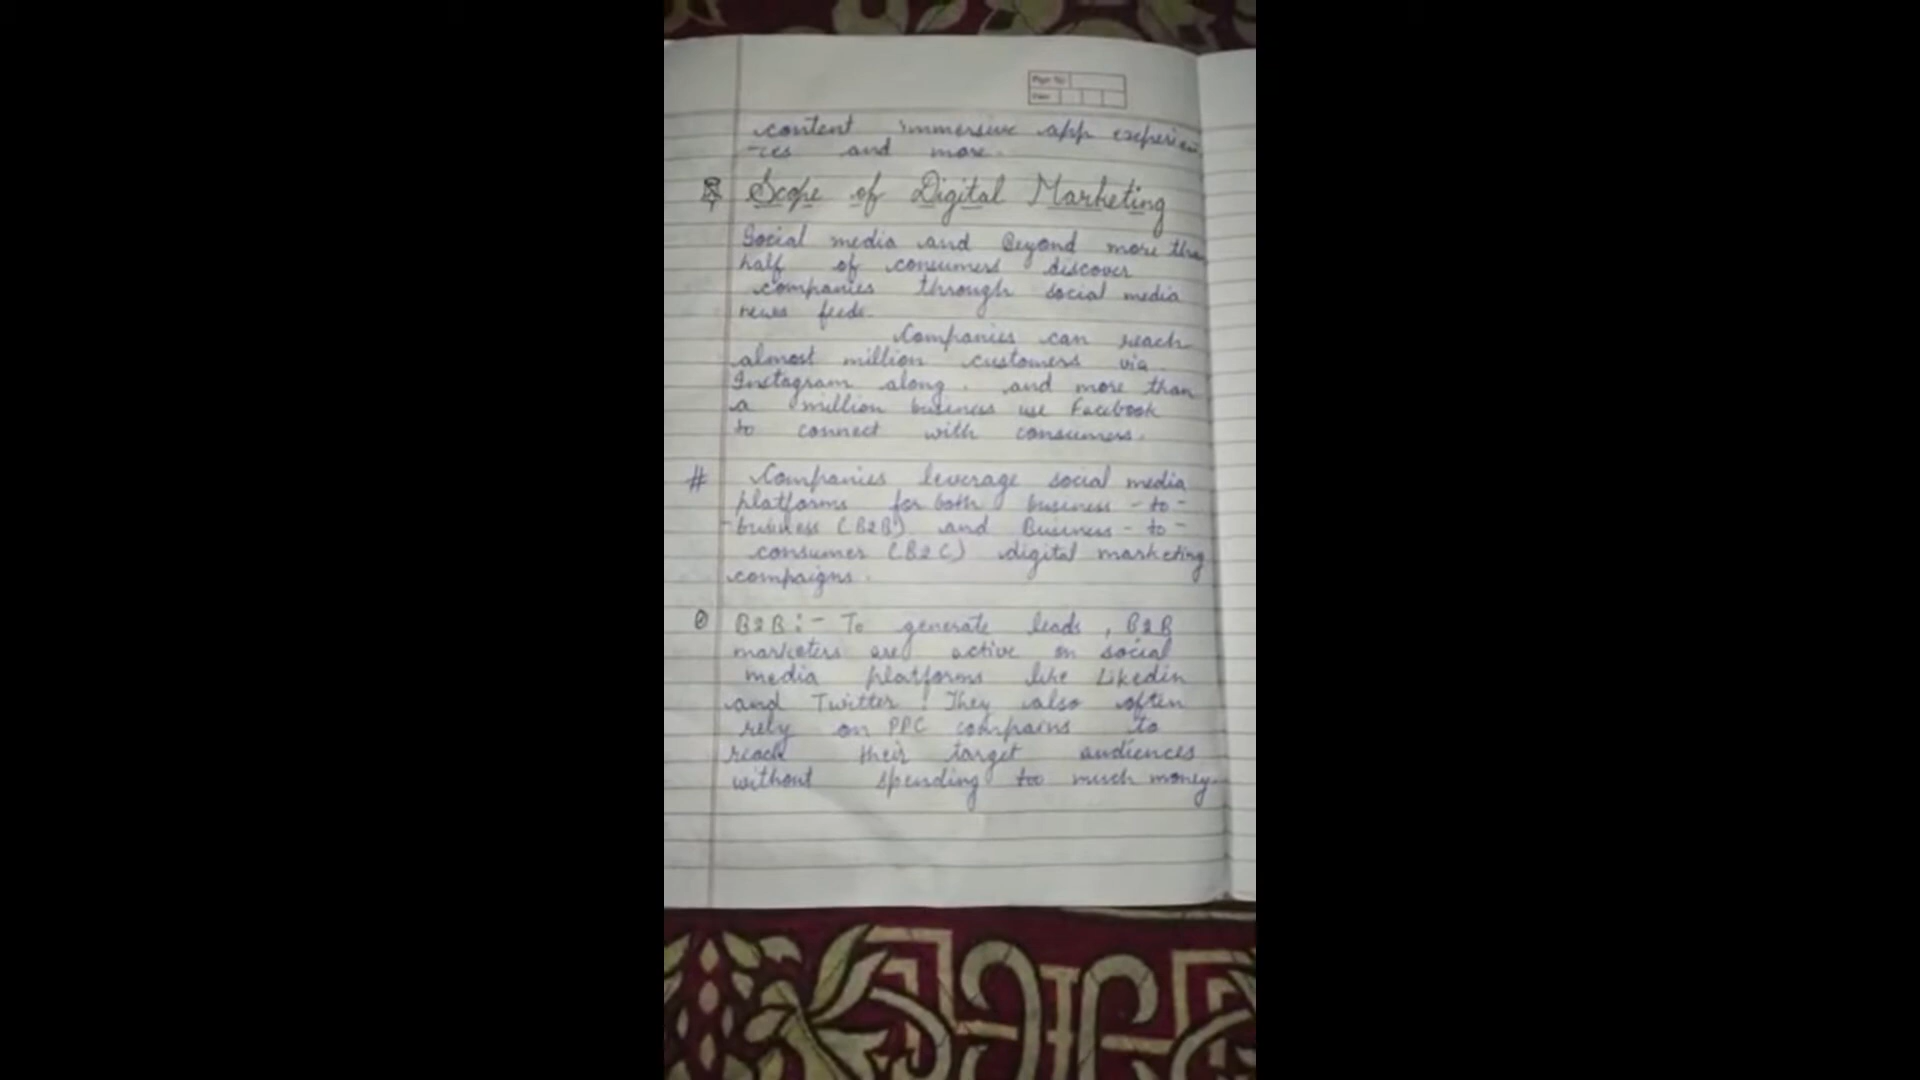 Page No
Date
content immersive app experien
-ces and more.
Scope of Digital Marketing
Social media and Beyond more than
half of consumers discover
companies through social media
news feeds.
Companies can reach
almost million customers via
Instagram along. and more than
a million business use Facebook
to connect with consumers.
# Companies leverage social media
platforms for both business - to -
business (B2B) and Business - to -
consumer (B2C) digital marketing
compaigns.
B2B :- To generate leads, B2B
marketers are active on social
media platforms like Likedin
and Twitter. They also often
rely on PPC compains to
reach their target audiences
without spending too much money.